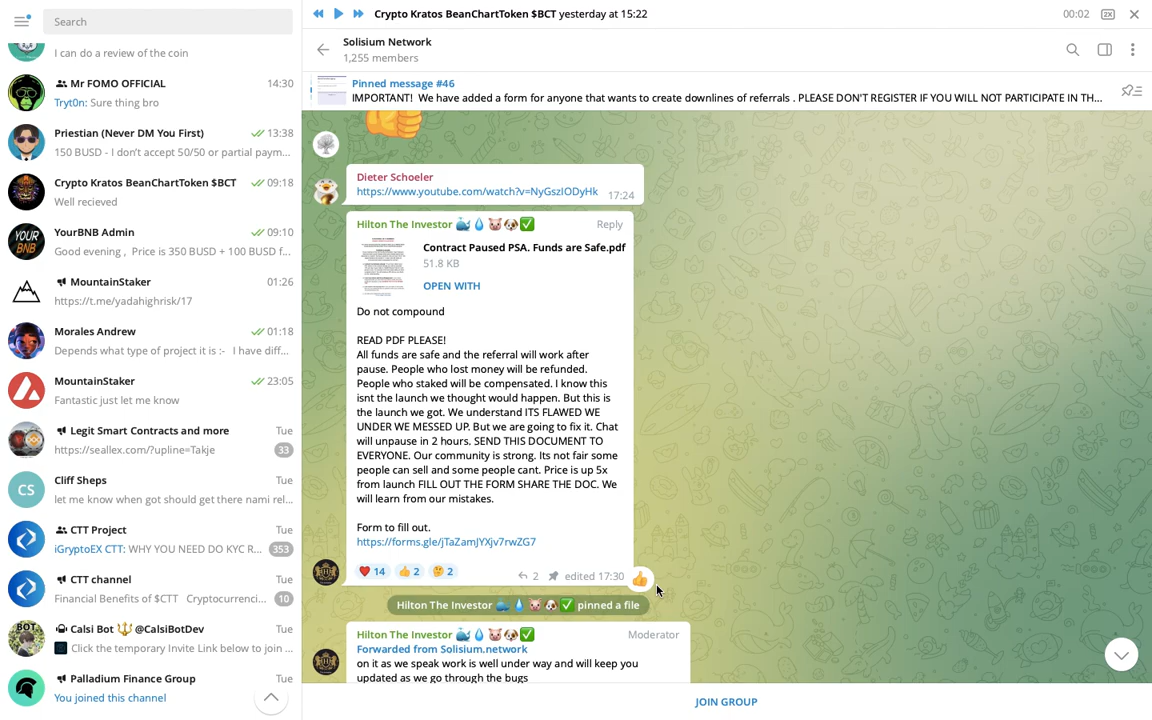 Crypto Kratos BeanChartToken $BCT yesterday at 15:22
00:02
2X
Search
I can do a review of the coin
Mr FOMO OFFICIAL
14:30
Tryt0n: Sure thing bro
Priestian (Never DM You First)
13:38
150 BUSD - I don't accept 50/50 or partial paym...
Crypto Kratos BeanChartToken $BCT
09:18
Well recieved
YourBNB Admin
09:10
Good evening , Price is 350 BUSD + 100 BUSD f...
MountainStaker
01:26
https://t.me/yadahighrisk/17
Morales Andrew
01:18
Depends what type of project it is :- I have diff...
MountainStaker
23:05
Fantastic just let me know
Legit Smart Contracts and more
Tue
https://seallex.com/?upline=Takje
33
CS
Cliff Sheps
Tue
let me know when got should get there nami rel...
CTT Project
Tue
iGryptoEX CTT: WHY YOU NEED DO KYC R...
353
CTT channel
Tue
Financial Benefits of $CTT Cryptocurrenci...
10
BOT
Calsi Bot @CalsiBotDev
Tue
Click the temporary Invite Link below to join ...
Palladium Finance Group
Tue
You joined this channel
YOUR
BNB
Solisium Network
1,255 members
Pinned message #46
IMPORTANT! We have added a form for anyone that wants to create downlines of referrals . PLEASE DON'T REGISTER IF YOU WILL NOT PARTICIPATE IN TH...
Dieter Schoeler
https://www.youtube.com/watch?v=NyGszIODyHk
17:24
Hilton The Investor
Reply
Contract Paused PSA. Funds are Safe.pdf
51.8 KB
OPEN WITH
Do not compound
READ PDF PLEASE!
All funds are safe and the referral will work after
pause. People who lost money will be refunded.
People who staked will be compensated. I know this
isnt the launch we thought would happen. But this is
the launch we got. We understand ITS FLAWED WE
UNDER WE MESSED UP. But we are going to fix it. Chat
will unpause in 2 hours. SEND THIS DOCUMENT TO
EVERYONE. Our community is strong. Its not fair some
people can sell and some people cant. Price is up 5x
from launch FILL OUT THE FORM SHARE THE DOC. We
will learn from our mistakes.
Form to fill out.
https://forms.gle/jTaZamJYXjv7rwZG7
14
2
2
2
edited 17:30
Hilton The Investor pinned a file
Hilton The Investor
Moderator
Forwarded from Solisium.network
on it as we speak work is well under way and will keep you
updated as we go through the bugs
JOIN GROUP